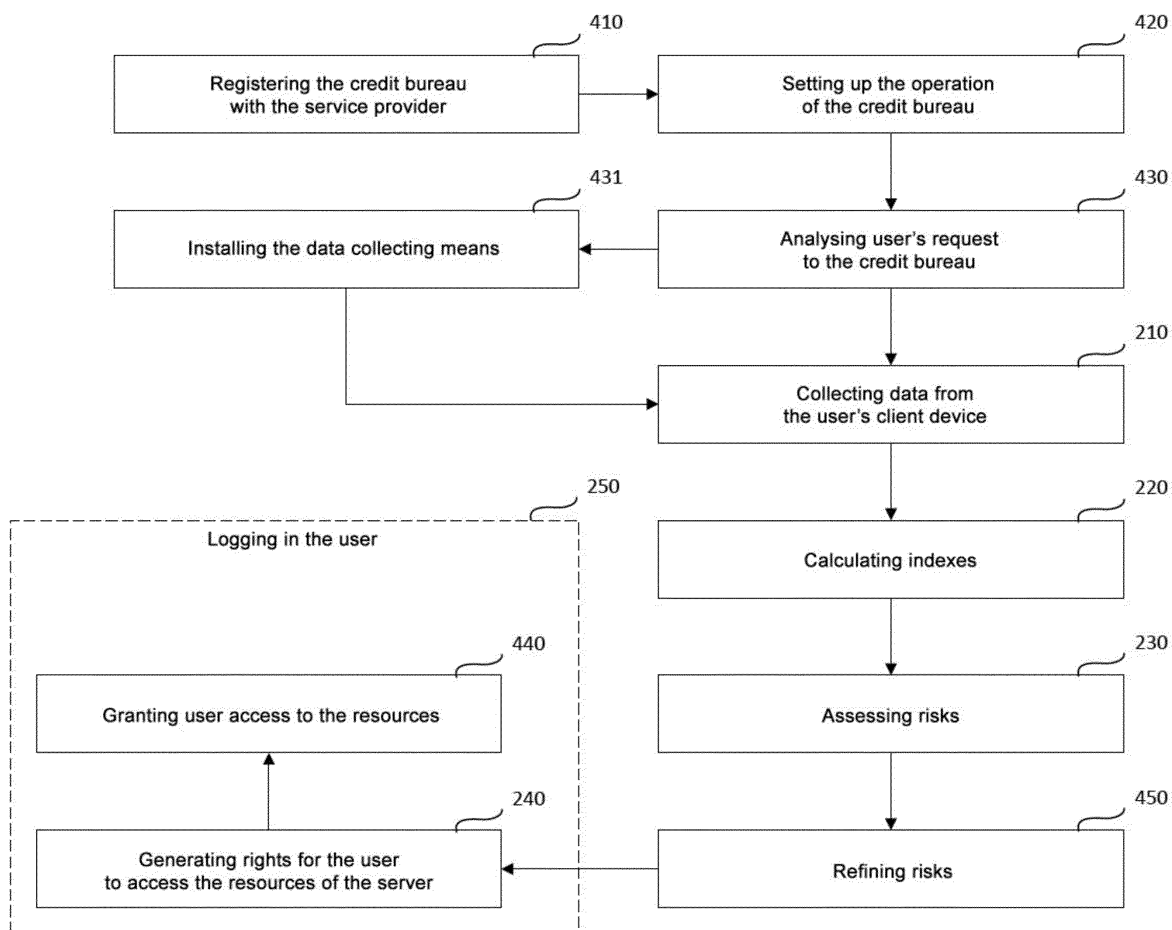 410
Registering the credit bureau
with the service provider
420
Setting up the operation
of the credit bureau
431
Installing the data collecting means
430
Analysing user's request
to the credit bureau
210
Collecting data from
the user's client device
250
Logging in the user
220
Calculating indexes
440
Granting user access to the resources
230
Assessing risks
240
Generating rights for the user
to access the resources of the server
450
Refining risks